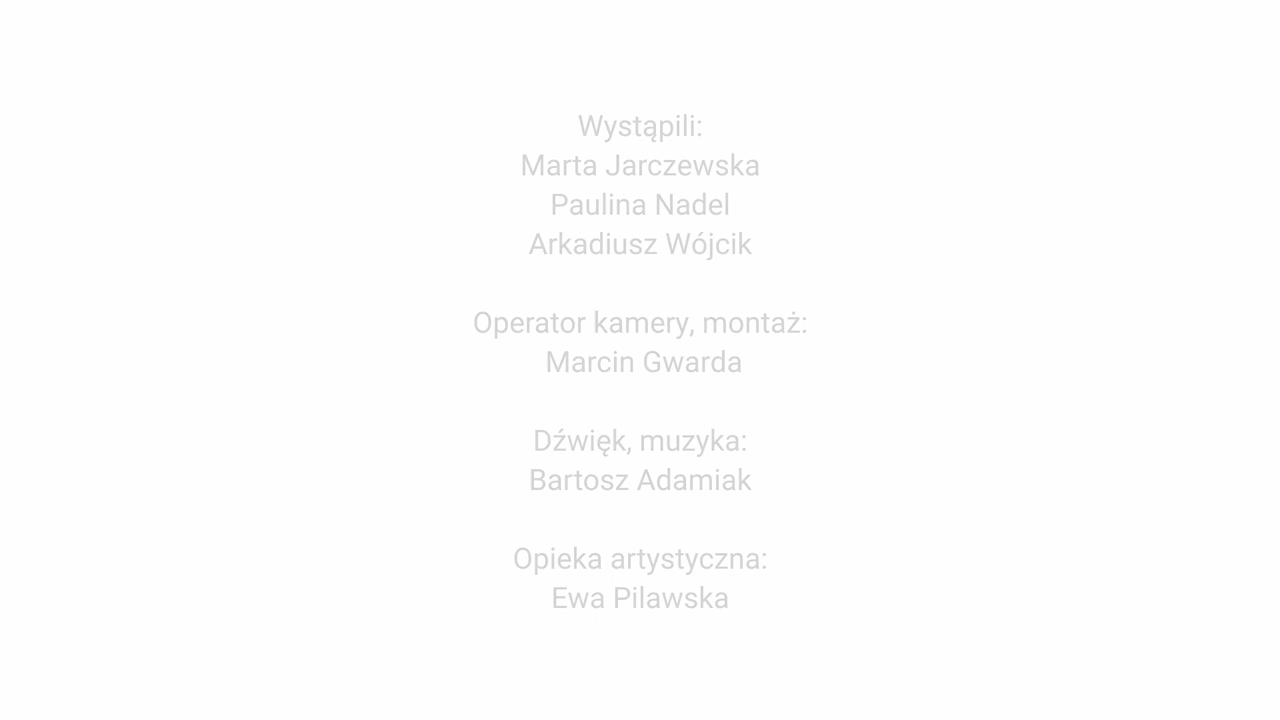 Wystąpili:
Marta Jarczewska
Paulina Nadel
Arkadiusz Wójcik
Operator kamery, montaż:
Marcin Gwarda
Dźwięk, muzyka:
Bartosz Adamiak
Opieka artystyczna:
Ewa Pilawska